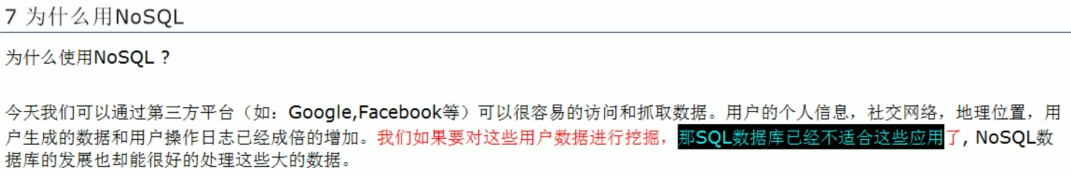 7 为什么用NoSQL
为什么使用NoSQL ?
今天我们可以通过第三方平台（如：Google,Facebook等）可以很容易的访问和抓取数据。用户的个人信息，社交网络，地理位置，用
户生成的数据和用户操作日志已经成倍的增加。我们如果要对这些用户数据进行挖掘，那SQL数据库已经不适合这些应用了, NoSQL数
据库的发展也却能很好的处理这些大的数据。